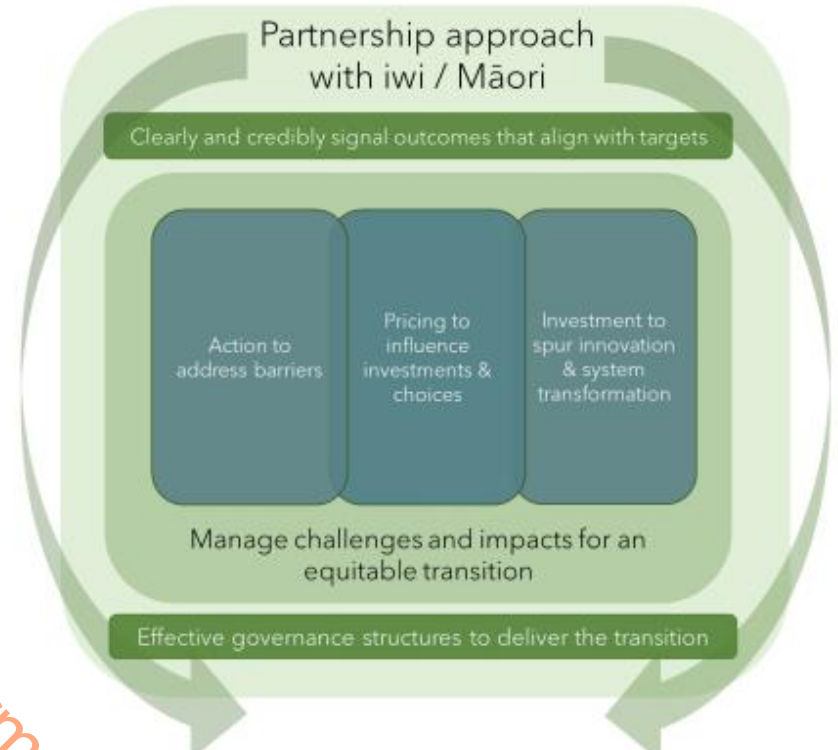 Partnership approach
with iwi / Māori
Clearly and credibly signal outcomes that align with targets
Action to
address barriers
Pricing to
influence
investments &
choices
Investment to
spur innovation
& system
transformation
Manage challenges and impacts for an
equitable transition
Effective governance structures to deliver the transition